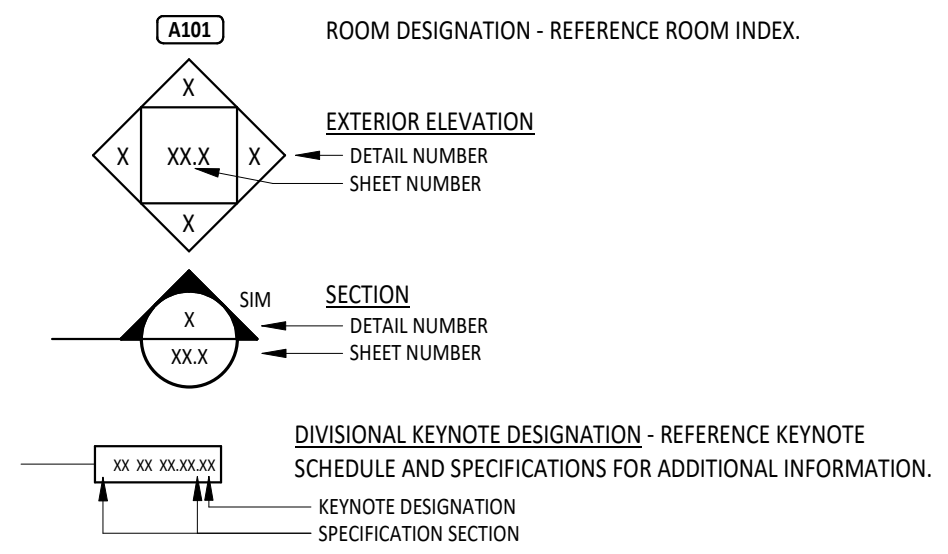 A101 ROOM DESIGNATION - REFERENCE ROOM INDEX.
X
EXTERIOR ELEVATION
X XX.X X DETAIL NUMBER
SHEET NUMBER
X
SIM SECTION
X DETAIL NUMBER
XX.X SHEET NUMBER
DIVISIONAL KEYNOTE DESIGNATION - REFERENCE KEYNOTE
XX XX XX.XX.XX SCHEDULE AND SPECIFICATIONS FOR ADDITIONAL INFORMATION.
KEYNOTE DESIGNATION
SPECIFICATION SECTION